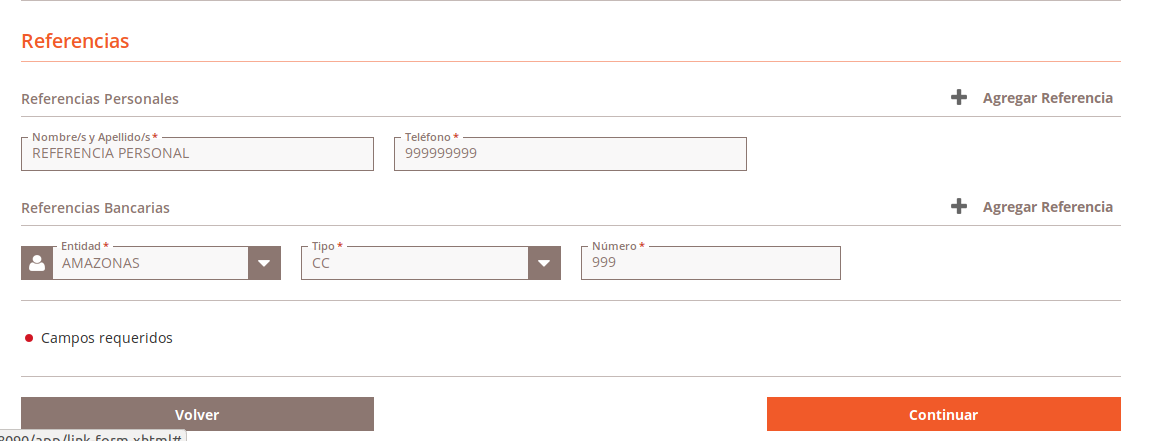 Referencias
Referencias Personales
Agregar Referencia
Nombre/s y Apellido/s *
Teléfono *
REFERENCIA PERSONAL
999999999
Referencias Bancarias
Agregar Referencia
Entidad *
Tipo *
Número *
AMAZONAS
CC
999
Campos requeridos
Volver
Continuar
8090/app/link-form.xhtml#